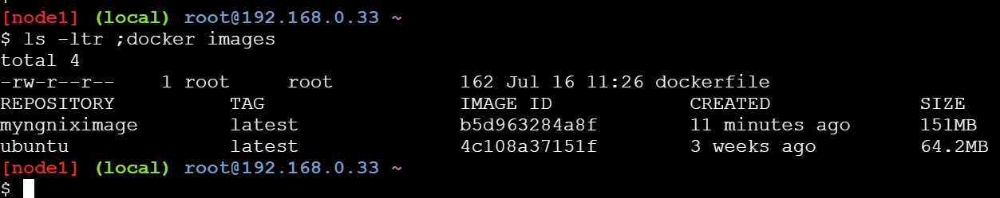 [node1] (local) root@192.168.0.33 ~
$ ls -ltr ;docker images
total 4
-rw-r--r--    1 root     root           162 Jul 16 11:26 dockerfile
REPOSITORY          TAG                 IMAGE ID            CREATED             SIZE
myngniximage        latest              b5d963284a8f        11 minutes ago      151MB
ubuntu              latest              4c108a37151f        3 weeks ago         64.2MB
[node1] (local) root@192.168.0.33 ~
$